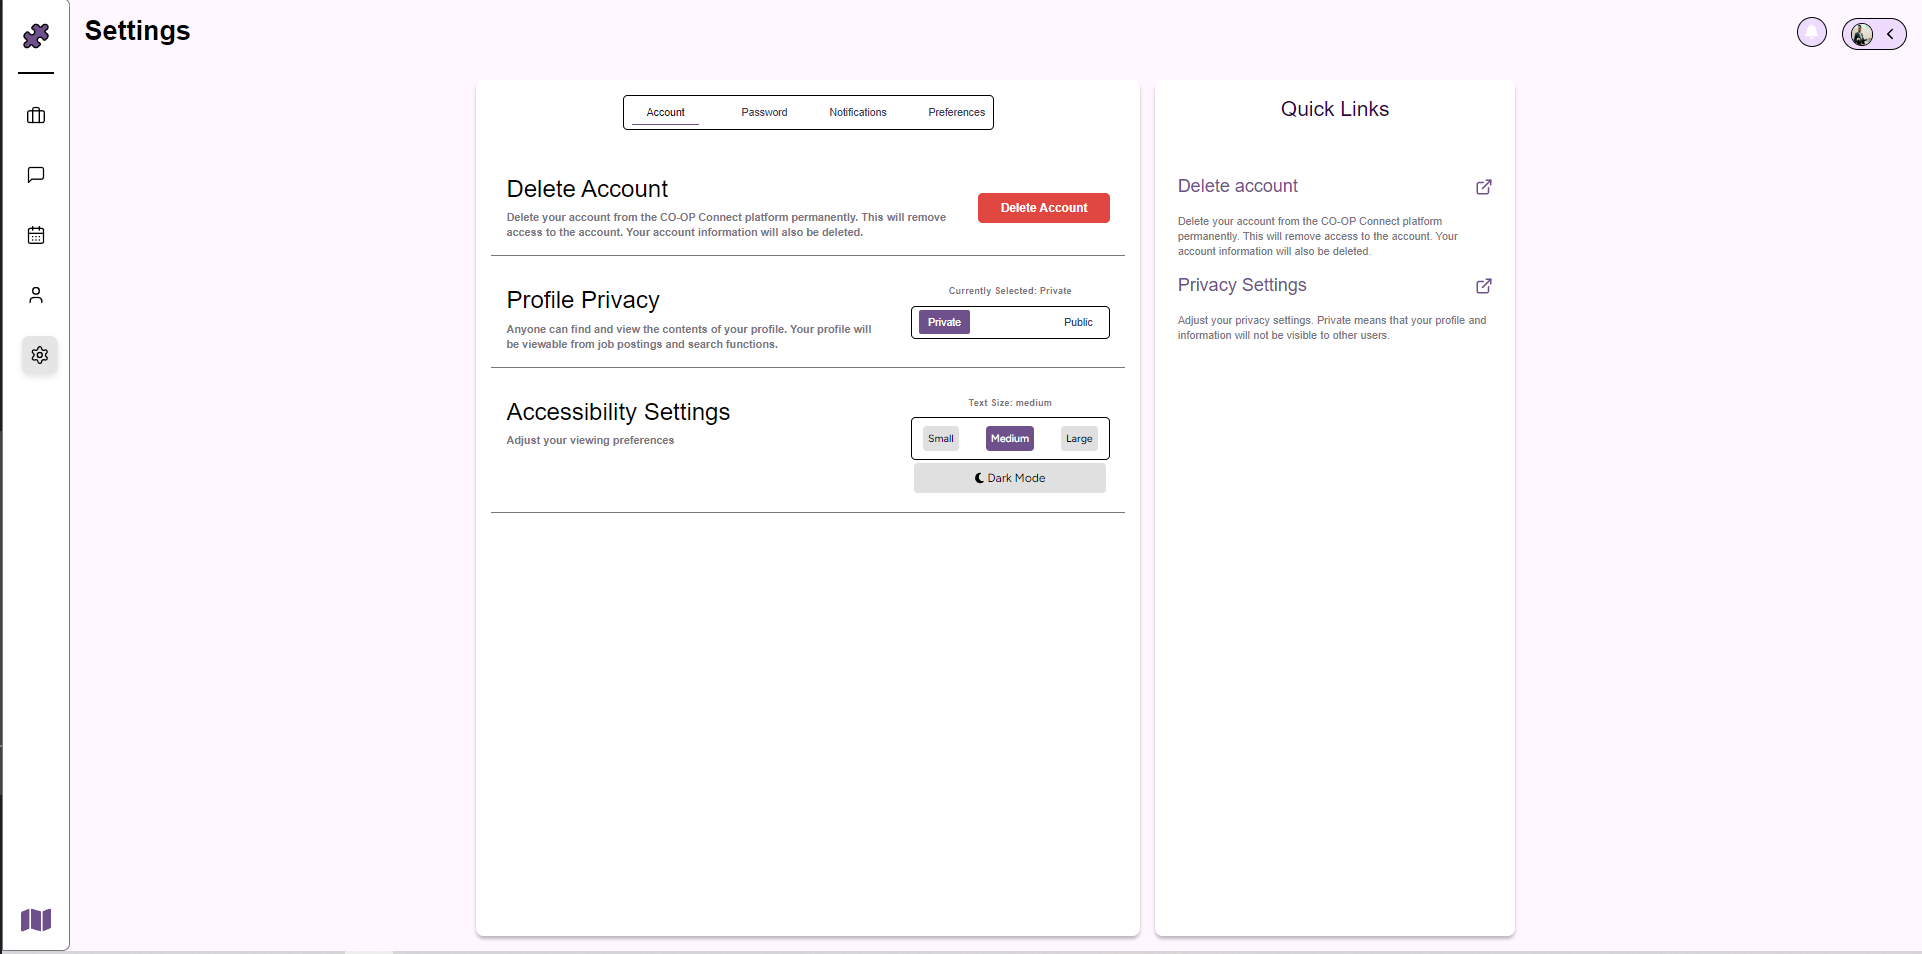 Settings
Account
Password
Notifications
Preferences
Delete Account
Delete your account from the CO-OP Connect platform permanently. This will remove
access to the account. Your account information will also be deleted.
Delete Account
Profile Privacy
Anyone can find and view the contents of your profile. Your profile will
be viewable from job postings and search functions.
Currently Selected: Private
Private
Public
Accessibility Settings
Adjust your viewing preferences
Text Size: medium
Small
Medium
Large
Dark Mode
Quick Links
Delete account
Delete your account from the CO-OP Connect platform
permanently. This will remove access to the account. Your
account information will also be deleted.
Privacy Settings
Adjust your privacy settings. Private means that your profile and
information will not be visible to other users.